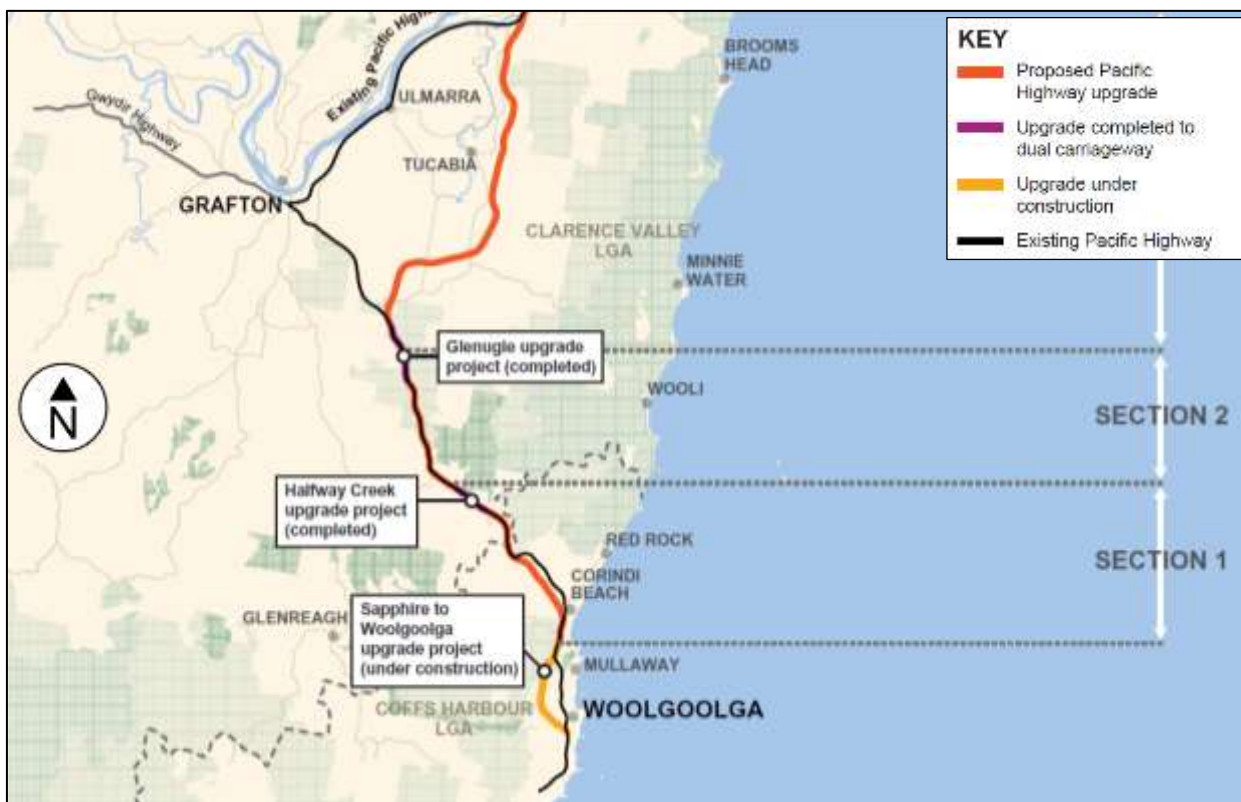 KEY
Proposed Pacific
Highway upgrade
Upgrade completed to
dual carriageway
Upgrade under
construction
Existing Pacific Highway
BROOMS
HEAD
Existing Pacific High
ULMARRA
Gwydir Highway
TUCABIA
GRAFTON
CLARENCE VALLEY
LGA
MINNIE
WATER
Glenugie upgrade
project (completed)
WOOLI
SECTION 2
N
Halfway Creek
upgrade project
(completed)
RED ROCK
SECTION 1
CORINDI
BEACH
GLENREAGH
Sapphire to
Woolgoolga
upgrade project
(under construction)
MULLAWAY
COFFS HARBOUR
LGA
WOOLGOOLGA